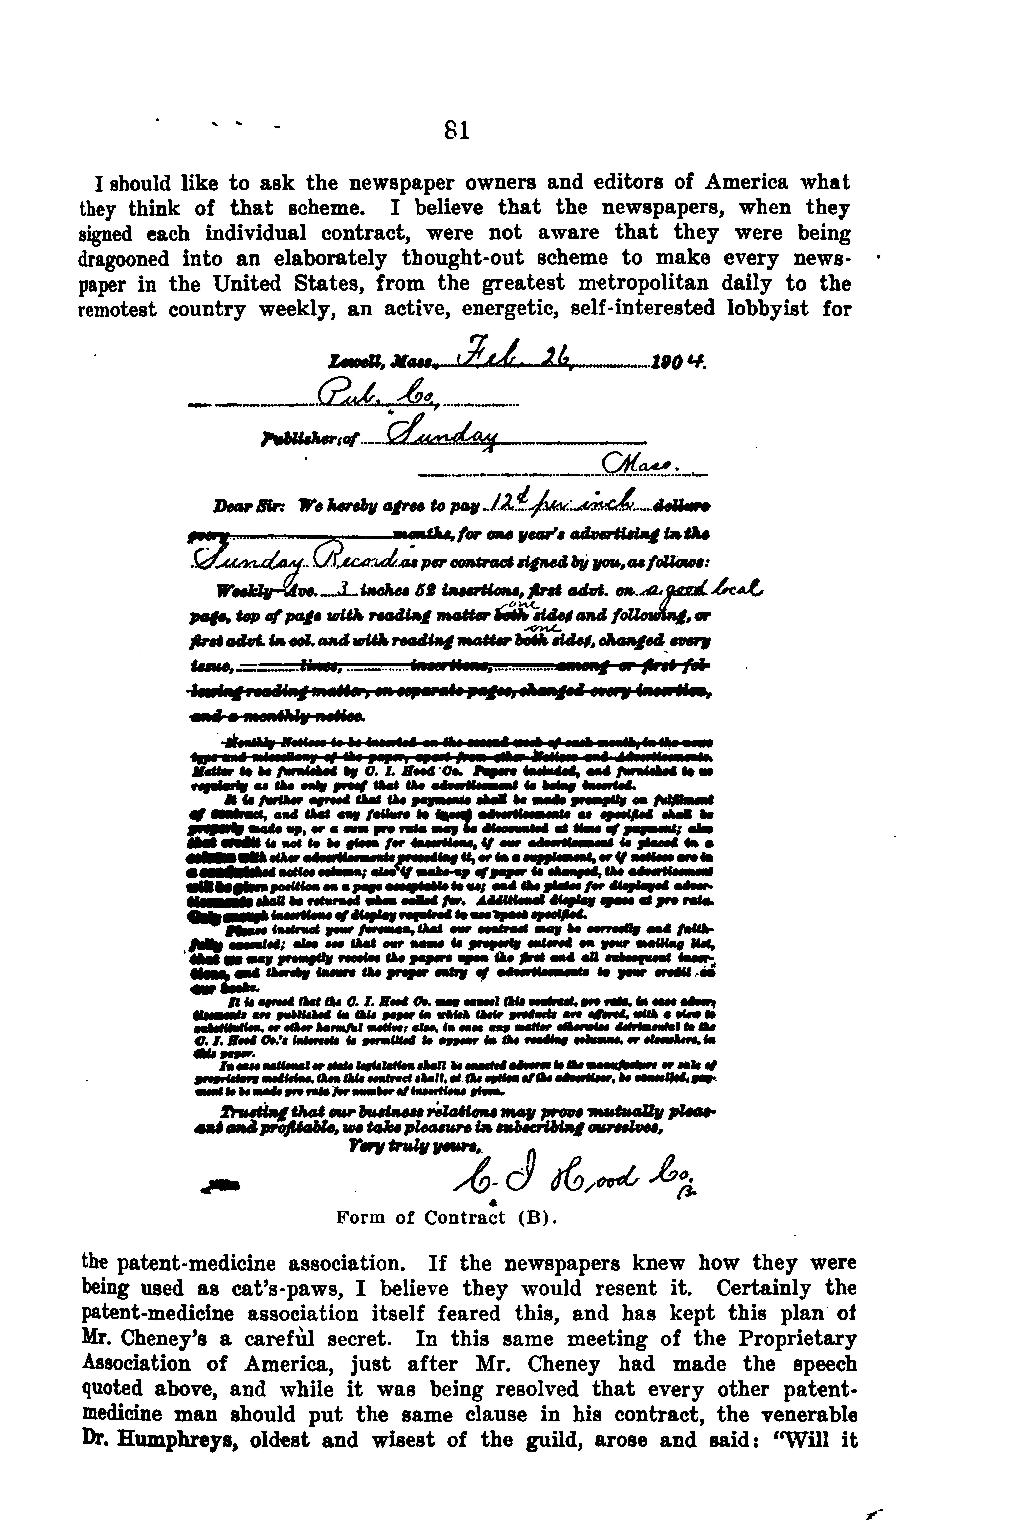 81
I should like to ask the newspaper owners and editors of America what
they think of that scheme. I believe that the newspapers, when they
signed each individual contract, were not aware that they were being
dragooned into an elaborately thought-out scheme to make every news-
paper in the United States, from the greatest metropolitan daily to the
remotest country weekly, an active, energetic, self-interested lobbyist for
Lowell, Mass., Feb. 26, 1904.
Pub. Co.,
Publisher of Sunday
Mass.
Dear Sir: We hereby agree to pay 12¢ per inch dollars
every months, for one year's advertising in the
Sunday Record as per contract signed by you, as follows:
Weekly Ave. 3 inches 52 insertions, first advt. on a good local
one
page, top of page with reading matter both sides and following, or
one
first advt. in col. and with reading matter both sides, changed every
issue, lines, insertions, among or first fol-
lowing reading matter, on separate pages, changed every insertion,
and a monthly notice.
Monthly Notices to be inserted on the second week of each month, in the news
type and miscellany of the paper, apart from other Notices and Advertisements.
Matter to be furnished by C. I. Hood Co. Papers included, and furnished to us
regularly as the only proof that the advertisement is being inserted.
It is further agreed that the payments shall be made promptly on fulfilment
of contract, and that any failure to insert advertisements as specified shall be
properly made up, or a sum pro rata may be discounted at time of payment; also
that credit is not to be given for insertions, if our advertisement is placed in a
column with other advertisements preceding it, or in a supplement, or if notices are in
a notice column; also if make-up of paper is changed, the advertisement
will be given position on a page acceptable to us; and the plates for displayed adver-
tisements shall be returned when called for. Additional display space at pro rata.
Only enough insertions of display required to use space specified.
Please instruct your foreman, that our contract may be correctly and faith-
fully executed; also see that our name is properly entered on your mailing list,
that we may promptly receive the papers upon the first and all subsequent inser-
tions, and thereby insure the proper entry of advertisements to your credit on
our books.
It is agreed that the C. I. Hood Co. may cancel this contract, pro rata, in case adver-
tisements are published in this paper in which their products are offered, with a view to
substitution, or other harmful motive; also, in case any matter otherwise detrimental to the
C. I. Hood Co.'s interests is permitted to appear in the reading columns, or elsewhere, in
this paper.
In case national or state legislation shall be enacted adverse to the manufacture or sale of
proprietary medicine, then this contract shall, at the option of the advertiser, be cancelled, pay-
ment to be made pro rata for number of insertions given.
Trusting that our business relations may prove mutually pleas-
ant and profitable, we take pleasure in subscribing ourselves,
Very truly yours,
C. I. Hood Co.
B.
Form of Contract (B).
the patent-medicine association. If the newspapers knew how they were
being used as cat's-paws, I believe they would resent it. Certainly the
patent-medicine association itself feared this, and has kept this plan of
Mr. Cheney's a careful secret. In this same meeting of the Proprietary
Association of America, just after Mr. Cheney had made the speech
quoted above, and while it was being resolved that every other patent-
medicine man should put the same clause in his contract, the venerable
Dr. Humphreys, oldest and wisest of the guild, arose and said: "Will it